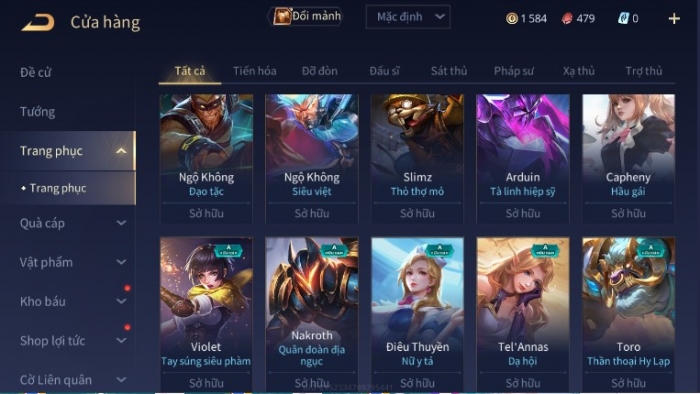 Cửa hàng
Đổi mảnh
Mặc định
1 584
479
0
Đề cử
Tướng
Trang phục
Trang phục
Quà cáp
Vật phẩm
Kho báu
Shop lợi tức
Cờ Liên quân
Tất cả
Tiến hóa
Đỡ đòn
Đấu sĩ
Sát thủ
Pháp sư
Xạ thủ
Trợ thủ
Ngộ Không
Đạo tặc
Sở hữu
Ngộ Không
Siêu việt
Sở hữu
Slimz
Thỏ thợ mỏ
Sở hữu
Arduin
Tà linh hiệp sỹ
Sở hữu
Capheny
Hầu gái
Sở hữu
A
Violet
Tay súng siêu phàm
Sở hữu
A
HỮU HẠN
Nakroth
Quân đoàn địa
ngục
Sở hữu
A
Điêu Thuyền
Nữ y tá
Sở hữu
A
Tel'Annas
Dạ hội
Sở hữu
A
Toro
Thần thoại Hy Lạp
Sở hữu